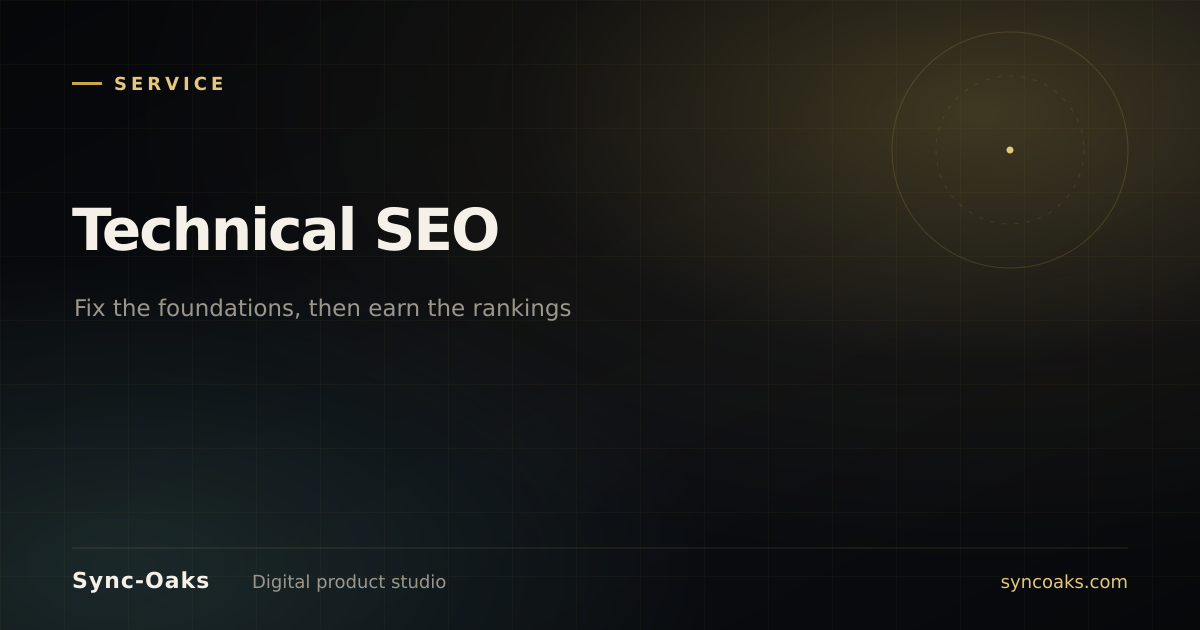 SERVICE
Technical SEO
Fix the foundations, then earn the rankings
Sync-Oaks
Digital product studio
syncoaks.com